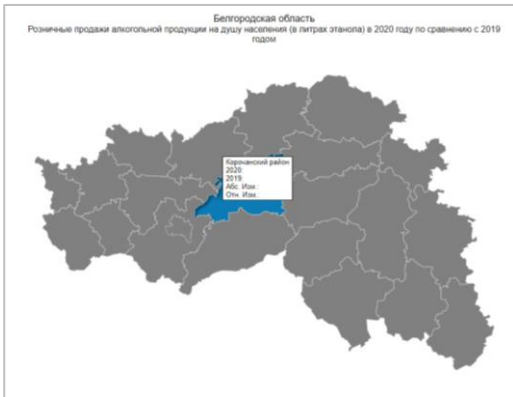 Белгородская область
Розничные продажи алкогольной продукции на душу населения (в литрах этанола) в 2020 году по сравнению с 2019
годом
Корочанский район
2020:
2019:
Абс. Изм.:
Отн. Изм.: